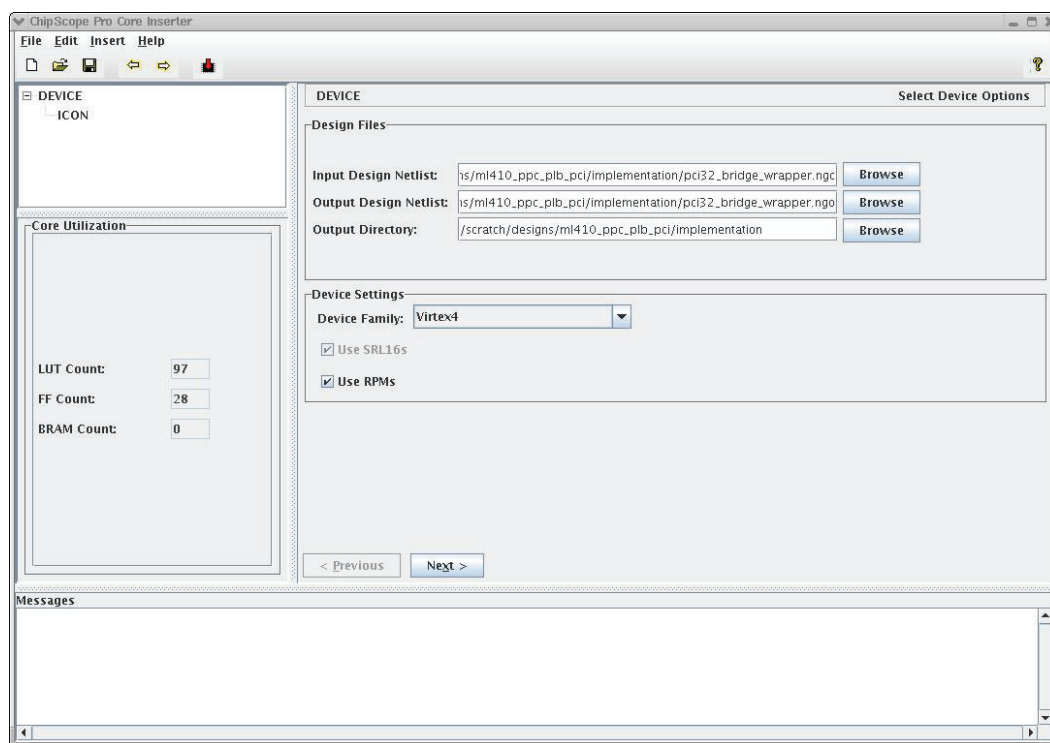 ChipScope Pro Core Inserter
File Edit Insert Help
DEVICE
ICON
Core Utilization
LUT Count: 97
FF Count: 28
BRAM Count: 0
DEVICE Select Device Options
Design Files
Input Design Netlist: ns/ml410_ppc_plb_pci/implementation/pci32_bridge_wrapper.ngc Browse
Output Design Netlist: ns/ml410_ppc_plb_pci/implementation/pci32_bridge_wrapper.ngo Browse
Output Directory: /scratch/designs/ml410_ppc_plb_pci/implementation Browse
Device Settings
Device Family: Virtex4
Use SRL16s
Use RPMs
< Previous Next >
Messages